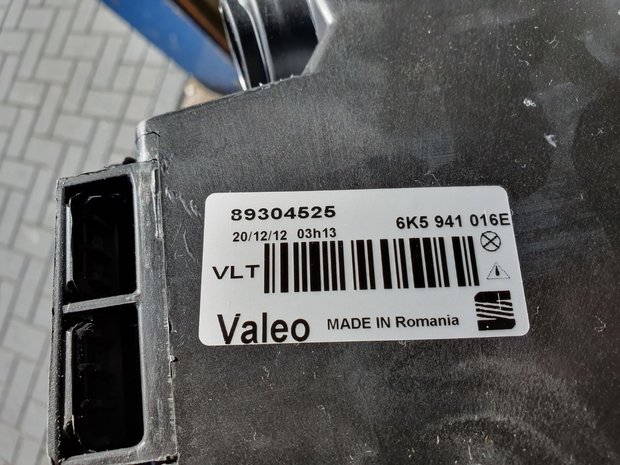 89304525
6K5 941 016E
20/12/12 03h13
VLT
Valeo MADE IN Romania